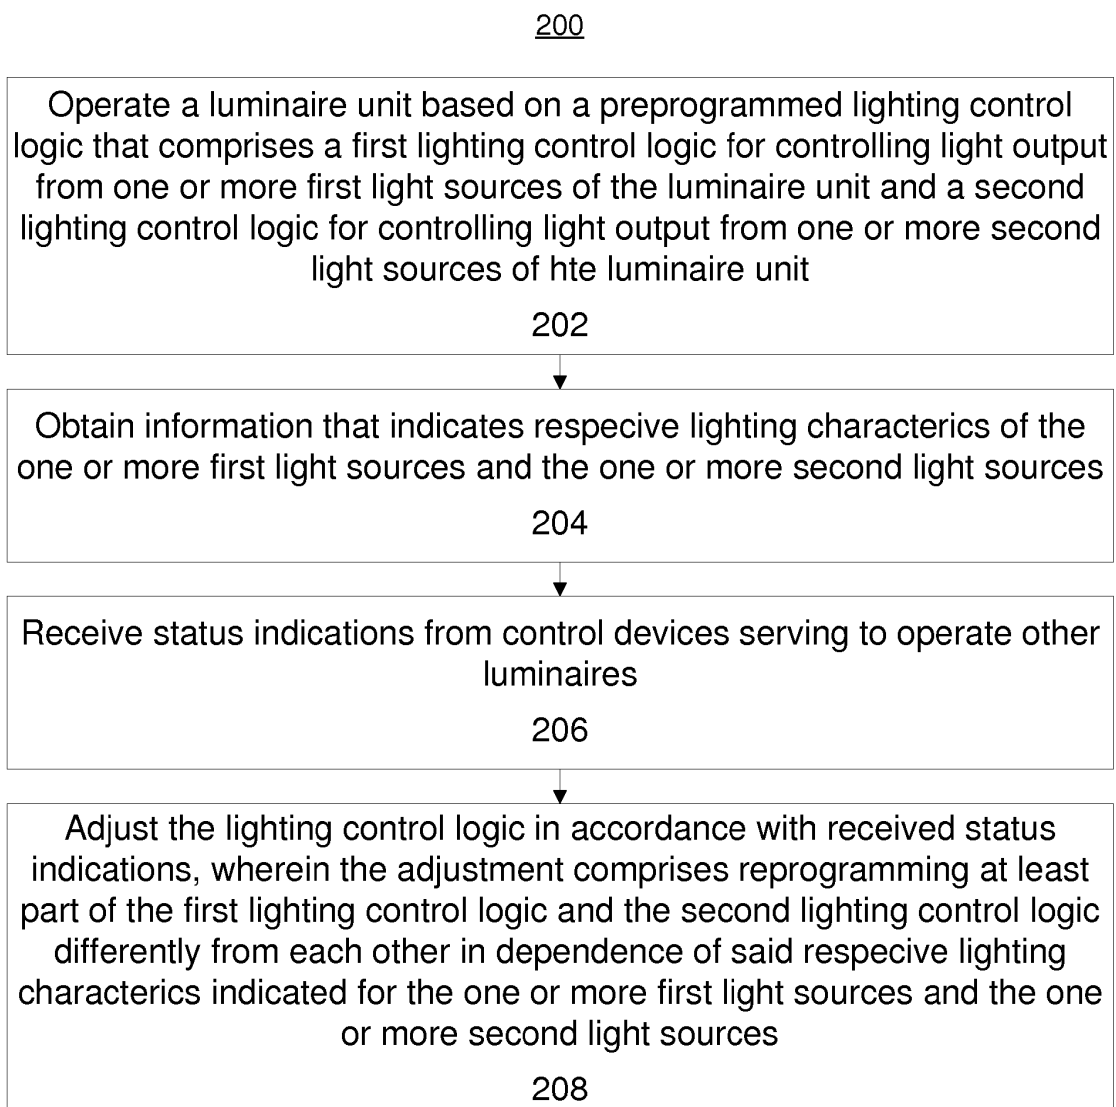 200
Operate a luminaire unit based on a preprogrammed lighting control
logic that comprises a first lighting control logic for controlling light output
from one or more first light sources of the luminaire unit and a second
lighting control logic for controlling light output from one or more second
light sources of hte luminaire unit
202
Obtain information that indicates respecive lighting characterics of the
one or more first light sources and the one or more second light sources
204
Receive status indications from control devices serving to operate other
luminaires
206
Adjust the lighting control logic in accordance with received status
indications, wherein the adjustment comprises reprogramming at least
part of the first lighting control logic and the second lighting control logic
differently from each other in dependence of said respecive lighting
characterics indicated for the one or more first light sources and the one
or more second light sources
208